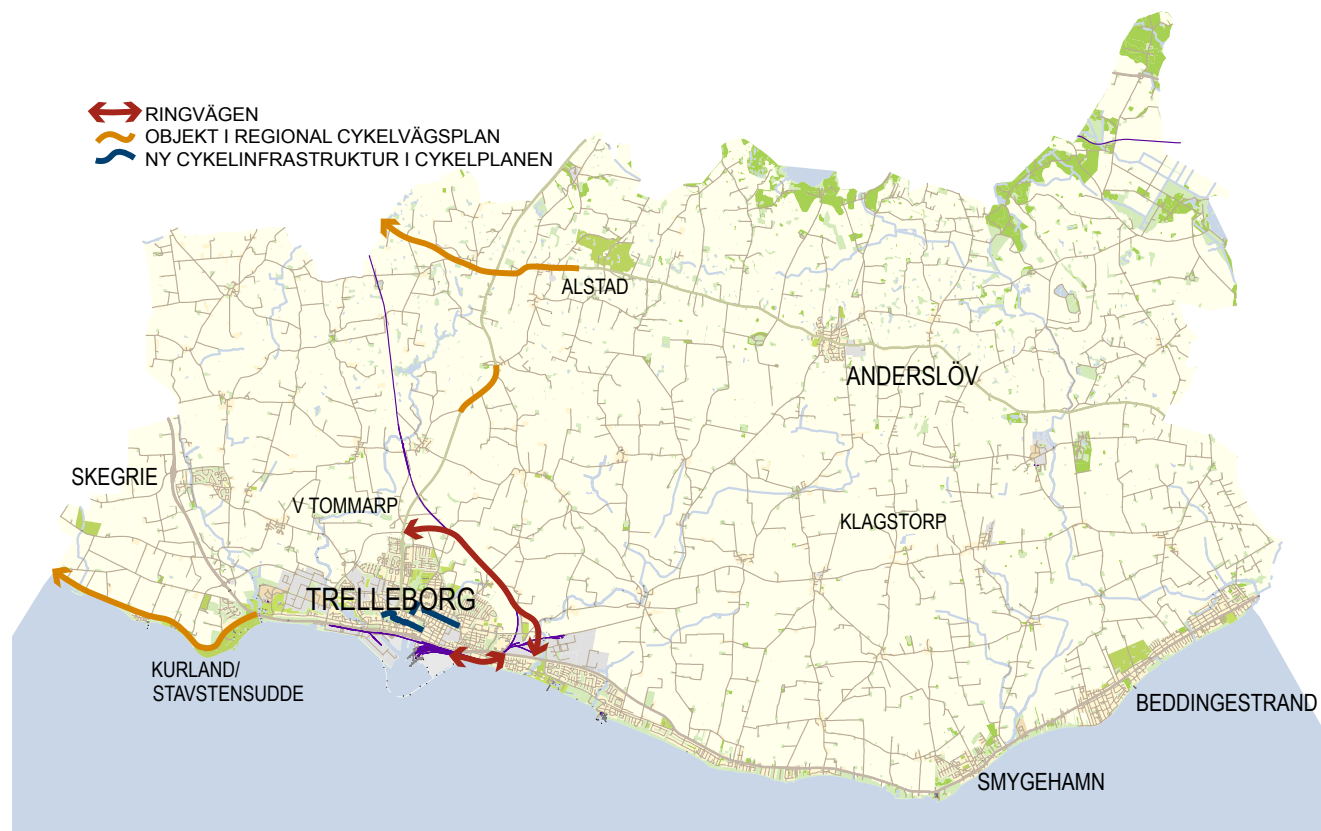 RINGVÄGEN
OBJEKT I REGIONAL CYKELVÄGSPLAN
NY CYKELINFRASTRUKTUR I CYKELPLANEN
ALSTAD
ANDERSLÖV
SKEGRIE
V TOMMARP
KLAGSTORP
TRELLEBORG
KURLAND/
STAVSTENSUDDE
BEDDINGESTRAND
SMYGEHAMN